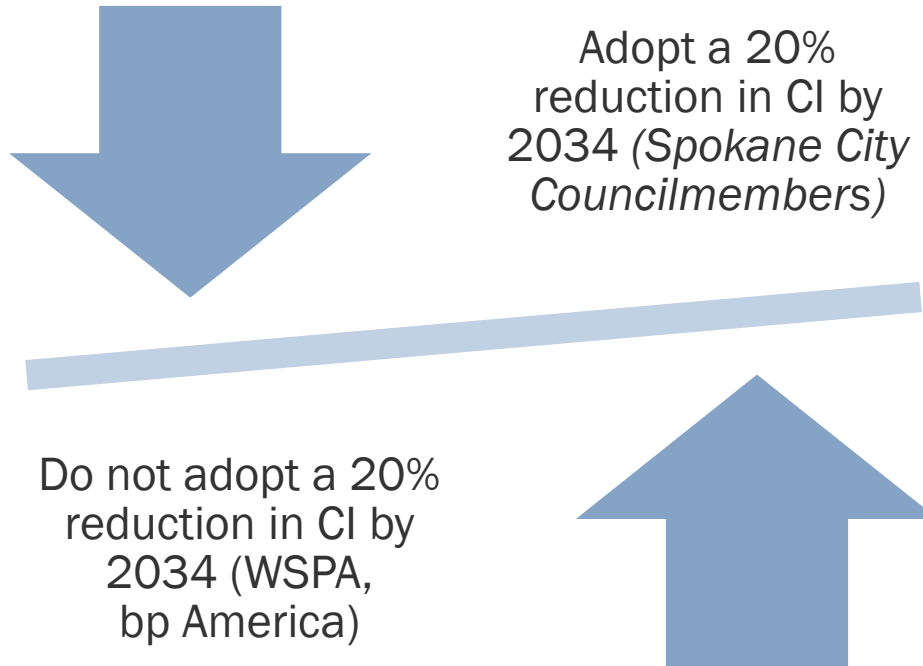 Adopt a 20%
reduction in CI by
2034 (Spokane City
Councilmembers)
Do not adopt a 20%
reduction in CI by
2034 (WSPA,
bp America)